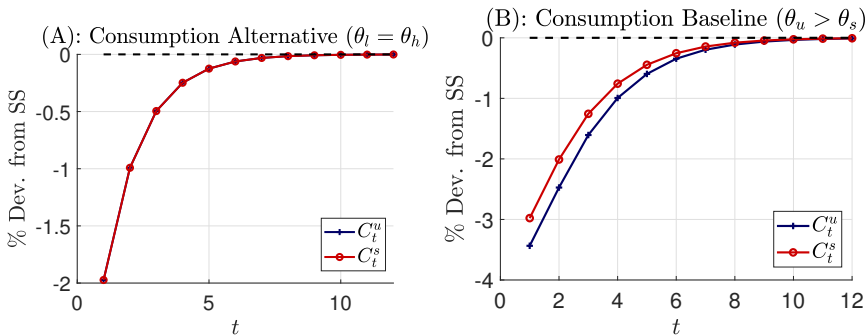 (A): Consumption Alternative (θ_l = θ_h)
% Dev. from SS
0
-0.5
-1
-1.5
-2
0 5 10
t
C_t^u
C_t^s
(B): Consumption Baseline (θ_u > θ_s)
% Dev. from SS
0
-1
-2
-3
-4
0 2 4 6 8 10 12
t
C_t^u
C_t^s